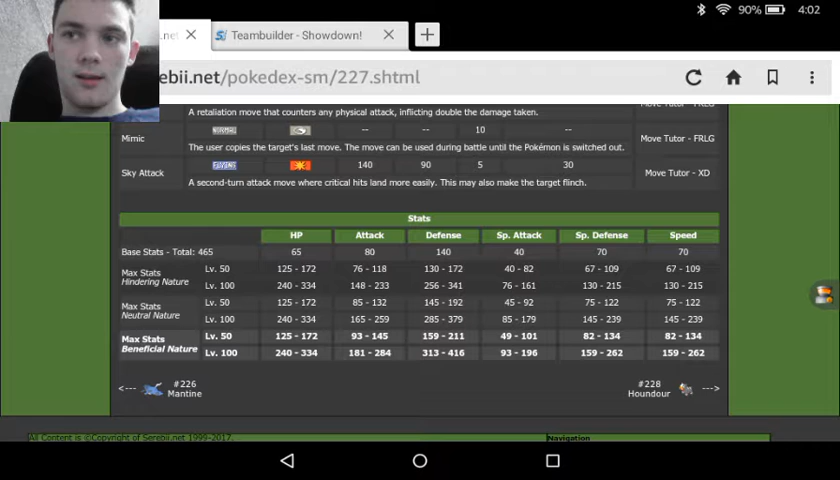 90% 4:02
.net × Teambuilder - Showdown! × +
ebii.net/pokedex-sm/227.shtml
A retaliation move that counters any physical attack, inflicting double the damage taken.
Mimic NORMAL -- -- 10 -- Move Tutor - FRLG
The user copies the target's last move. The move can be used during battle until the Pokémon is switched out.
Sky Attack FLYING 140 90 5 30 Move Tutor - XD
A second-turn attack move where critical hits land more easily. This may also make the target flinch.
Stats
HP Attack Defense Sp. Attack Sp. Defense Speed
Base Stats - Total: 465 65 80 140 40 70 70
Max Stats
Hindering Nature
Lv. 50 125 - 172 76 - 118 130 - 172 40 - 82 67 - 109 67 - 109
Lv. 100 240 - 334 148 - 233 256 - 341 76 - 161 130 - 215 130 - 215
Max Stats
Neutral Nature
Lv. 50 125 - 172 85 - 132 145 - 192 45 - 92 75 - 122 75 - 122
Lv. 100 240 - 334 165 - 259 285 - 379 85 - 179 145 - 239 145 - 239
Max Stats
Beneficial Nature
Lv. 50 125 - 172 93 - 145 159 - 211 49 - 101 82 - 134 82 - 134
Lv. 100 240 - 334 181 - 284 313 - 416 93 - 196 159 - 262 159 - 262
<--- #226
Mantine
#228 --->
Houndour
All Content is ©Copyright of Serebii.net 1999-2017. Navigation